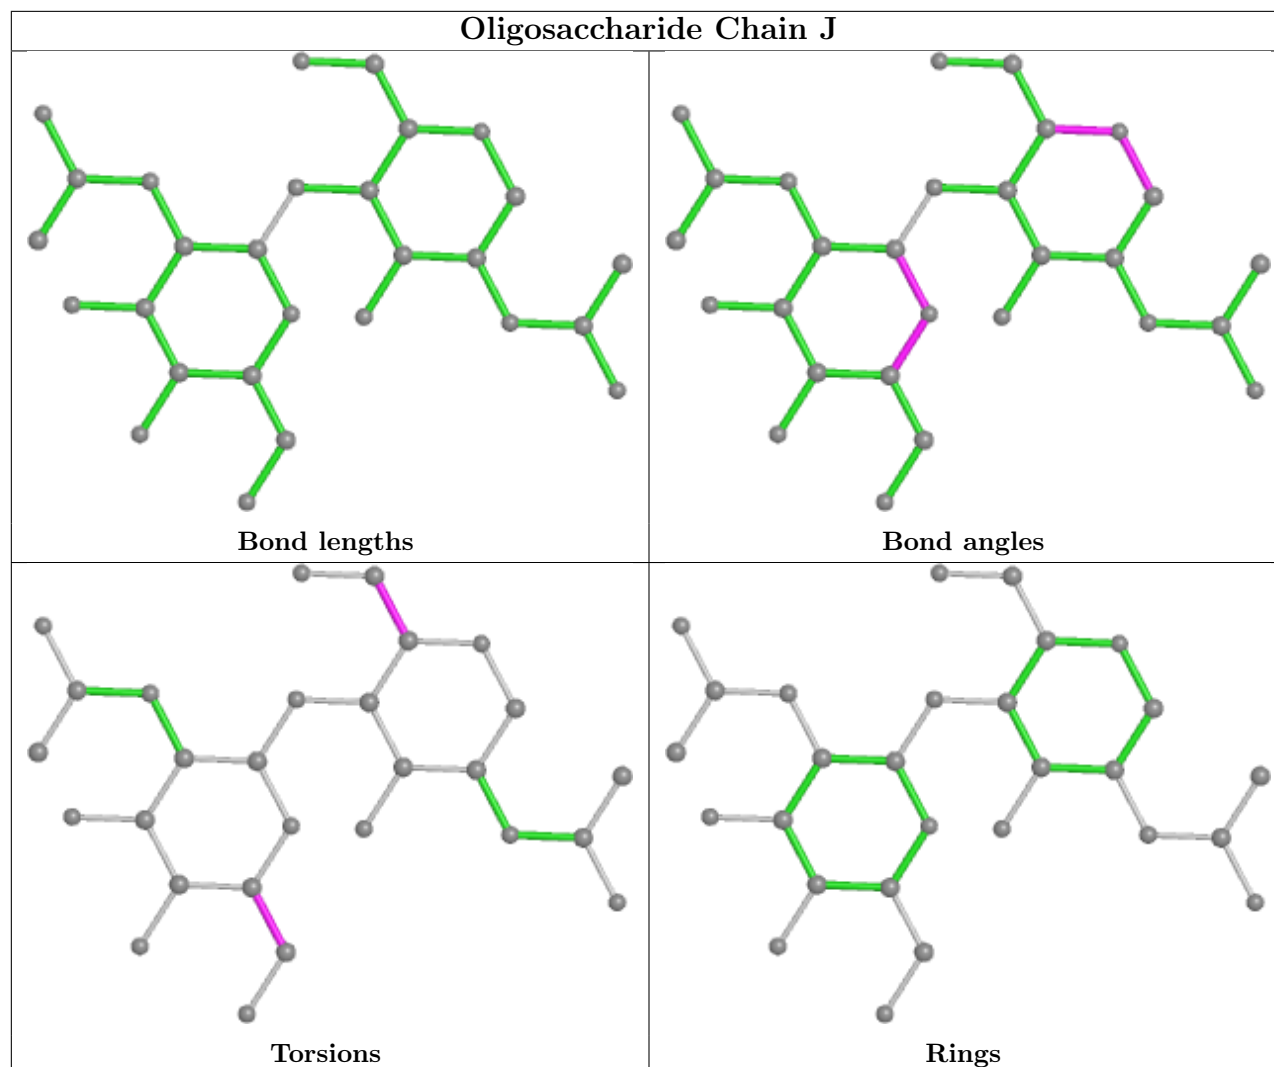 Oligosaccharide Chain J
Bond lengths
Bond angles
Torsions
Rings